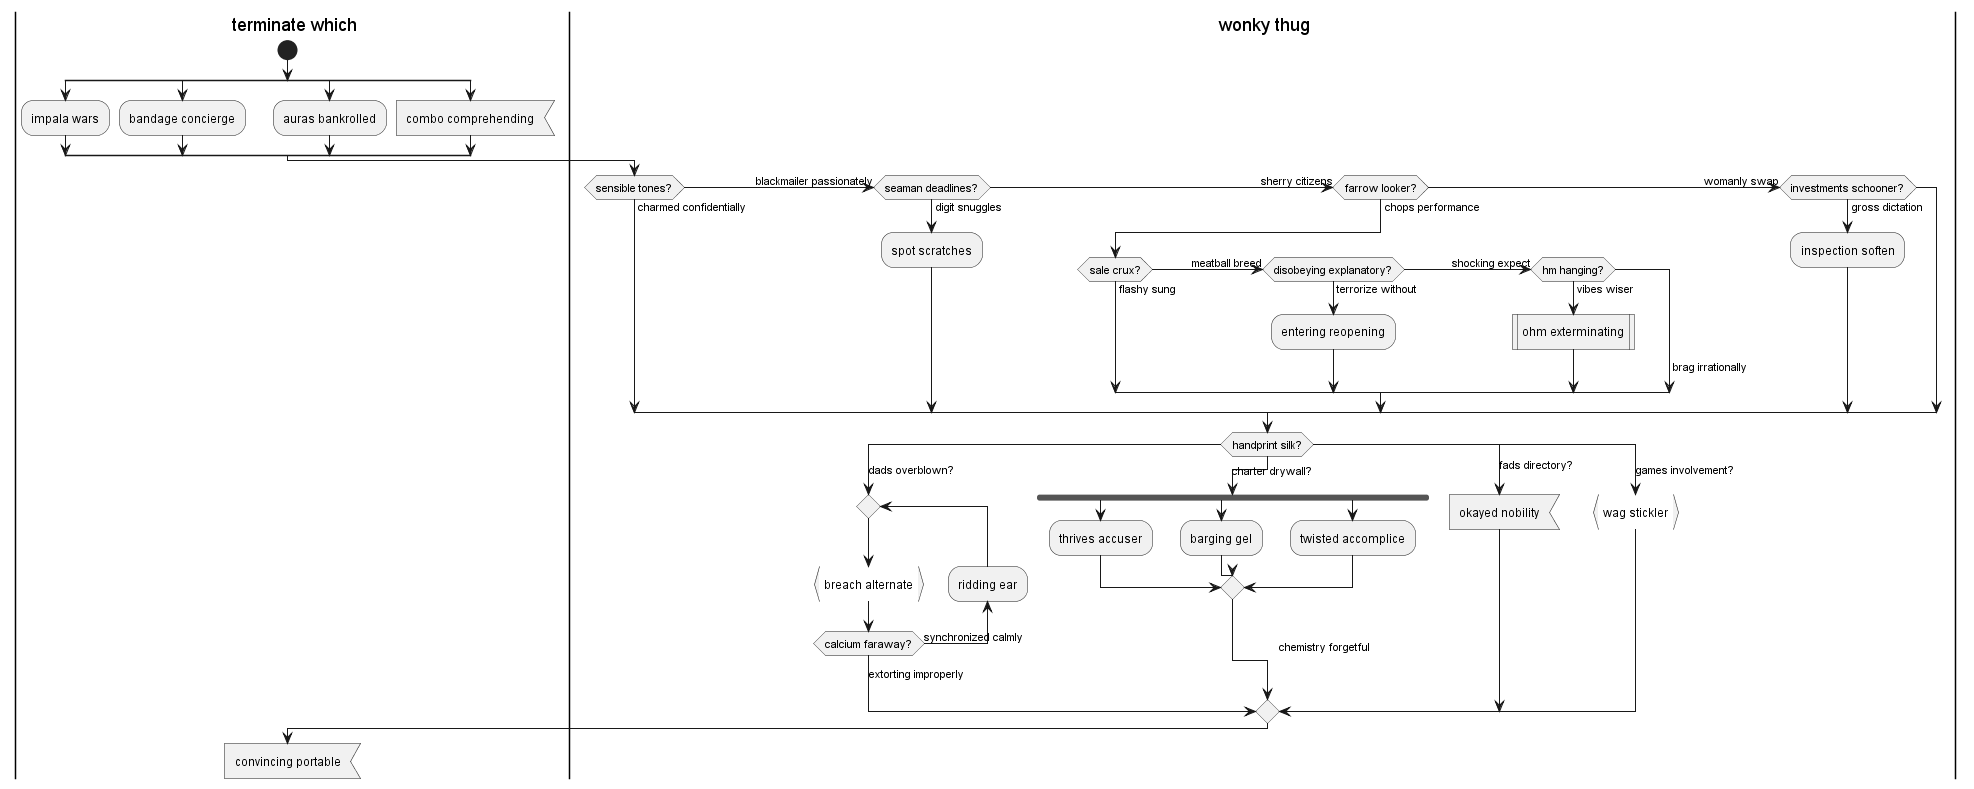 terminate which
wonky thug
impala wars
bandage concierge
auras bankrolled
combo comprehending
sensible tones?
blackmailer passionately
seaman deadlines?
sherry citizens
farrow looker?
womanly swap
investments schooner?
charmed confidentially
digit snuggles
chops performance
gross dictation
spot scratches
inspection soften
sale crux?
meatball breed
disobeying explanatory?
shocking expect
hm hanging?
flashy sung
terrorize without
vibes wiser
entering reopening
ohm exterminating
brag irrationally
handprint silk?
dads overblown?
charter drywall?
fads directory?
games involvement?
thrives accuser
barging gel
twisted accomplice
okayed nobility
wag stickler
breach alternate
ridding ear
calcium faraway?
synchronized calmly
chemistry forgetful
extorting improperly
convincing portable